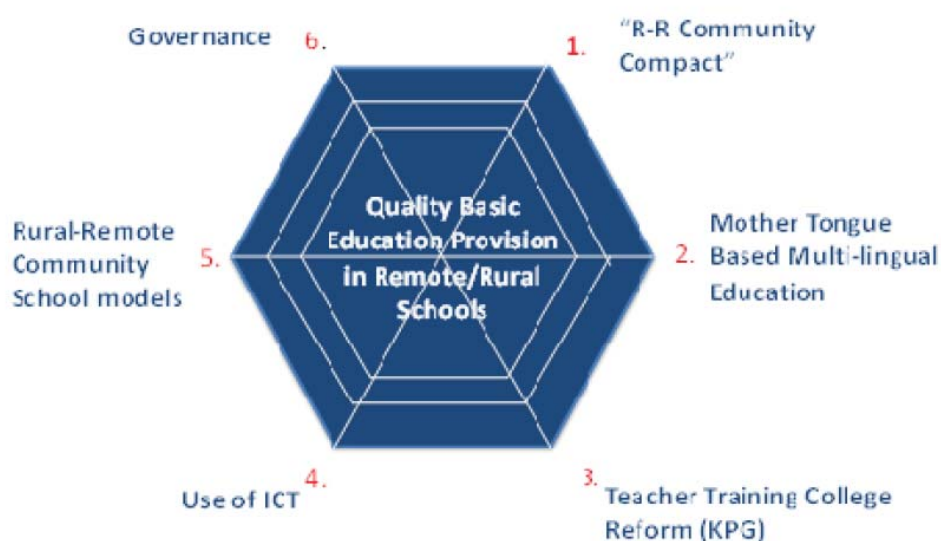 Governance 6.
1. "R-R Community
Compact"
Quality Basic
Education Provision
in Remote/Rural
Schools
Rural-Remote
Community 5.
School models
Mother Tongue
2. Based Multi-lingual
Education
Use of ICT 4.
3. Teacher Training College
Reform (KPG)